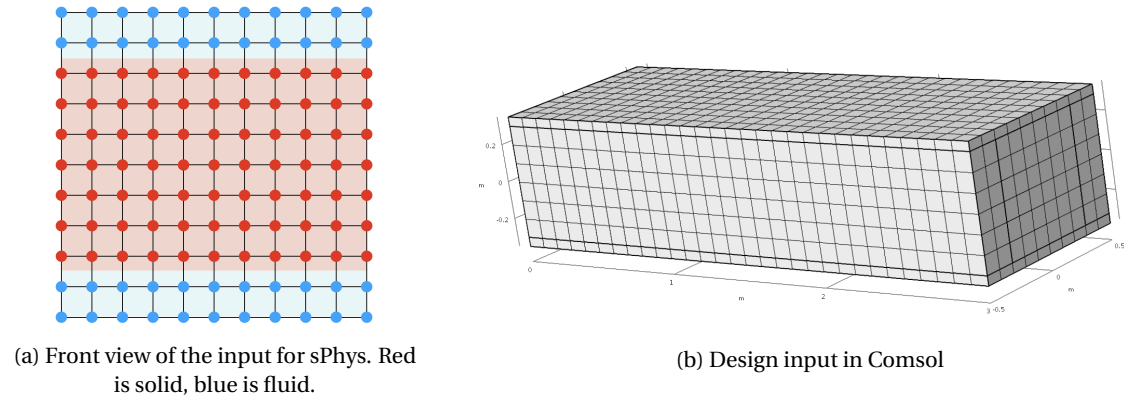 0.2
m
0
-0.2
0
1
m
2
3
-0.5
0
m
0.5
(a) Front view of the input for sPhys. Red
is solid, blue is fluid.
(b) Design input in Comsol